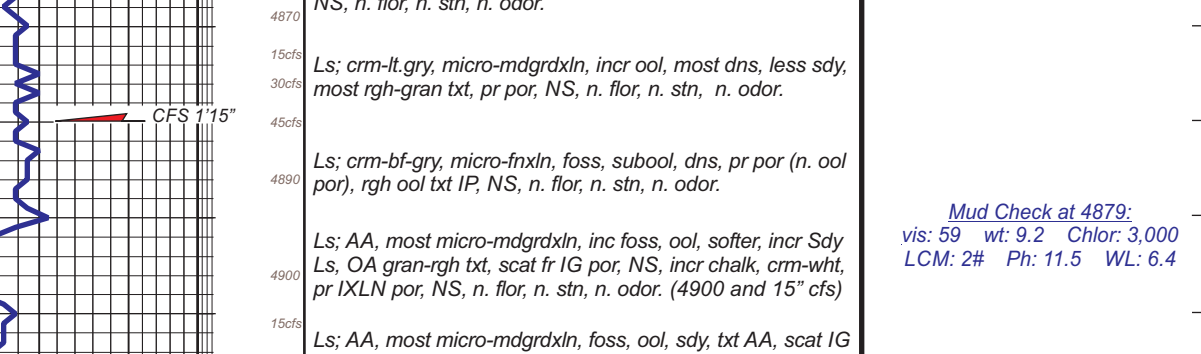 NS, n. flor, n. stn, n. odor.
4870
15cfs
Ls; crm-lt.gry, micro-mdgrdxln, incr ool, most dns, less sdy,
30cfs
most rgh-gran txt, pr por, NS, n. flor, n. stn, n. odor.
CFS 1'15”
45cfs
Ls; crm-bf-gry, micro-fnxln, foss, subool, dns, pr por (n. ool
4890
por), rgh ool txt IP, NS, n. flor, n. stn, n. odor.
Mud Check at 4879:
vis: 59 wt: 9.2 Chlor: 3,000
LCM: 2# Ph: 11.5 WL: 6.4
Ls; AA, most micro-mdgrdxln, inc foss, ool, softer, incr Sdy
Ls, OA gran-rgh txt, scat fr IG por, NS, incr chalk, crm-wht,
4900
pr IXLN por, NS, n. flor, n. stn, n. odor. (4900 and 15” cfs)
15cfs
Ls; AA, most micro-mdgrdxln, foss, ool, sdy, txt AA, scat IG